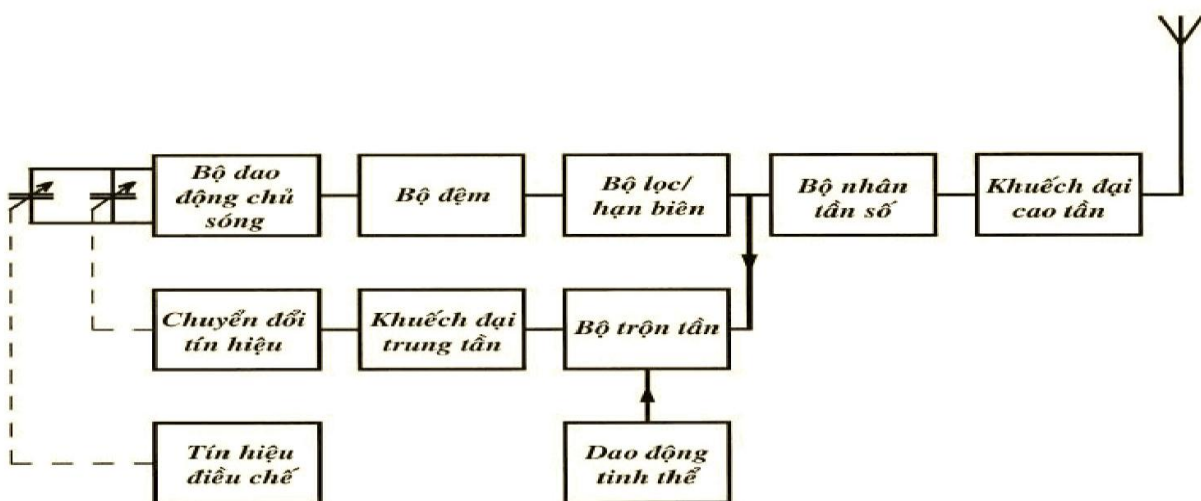 Bộ dao
động chủ
sóng
Bộ đệm
Bộ lọc/
hạn biên
Bộ nhân
tần số
Khuếch đại
cao tần
Chuyển đổi
tín hiệu
Khuếch đại
trung tần
Bộ trộn tần
Tín hiệu
điều chế
Dao động
tinh thể